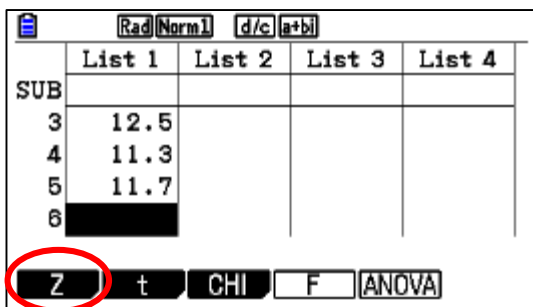 Rad Norm1 d/c a+bi
List 1 List 2 List 3 List 4
SUB
3 12.5
4 11.3
5 11.7
6
Z t CHI F ANOVA